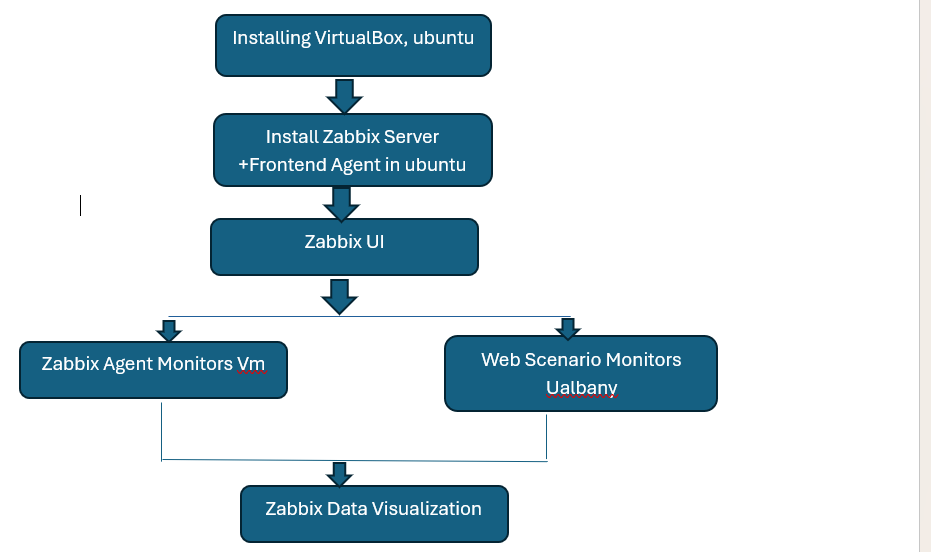 Installing VirtualBox, ubuntu
Install Zabbix Server
+Frontend Agent in ubuntu
Zabbix UI
Zabbix Agent Monitors Vm
Web Scenario Monitors
Ualbany
Zabbix Data Visualization